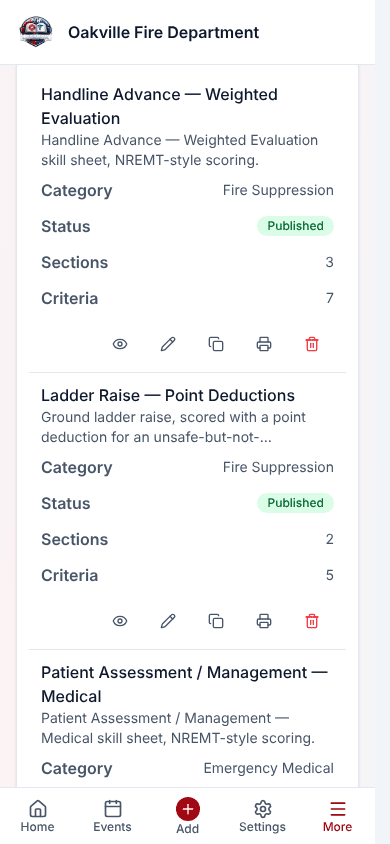 Oakville Fire Department
Handline Advance — Weighted
Evaluation
Handline Advance — Weighted Evaluation
skill sheet, NREMT-style scoring.
Category Fire Suppression
Status Published
Sections 3
Criteria 7
Ladder Raise — Point Deductions
Ground ladder raise, scored with a point
deduction for an unsafe-but-not-...
Category Fire Suppression
Status Published
Sections 2
Criteria 5
Patient Assessment / Management —
Medical
Patient Assessment / Management —
Medical skill sheet, NREMT-style scoring.
Category Emergency Medical
Home Events Add Settings More